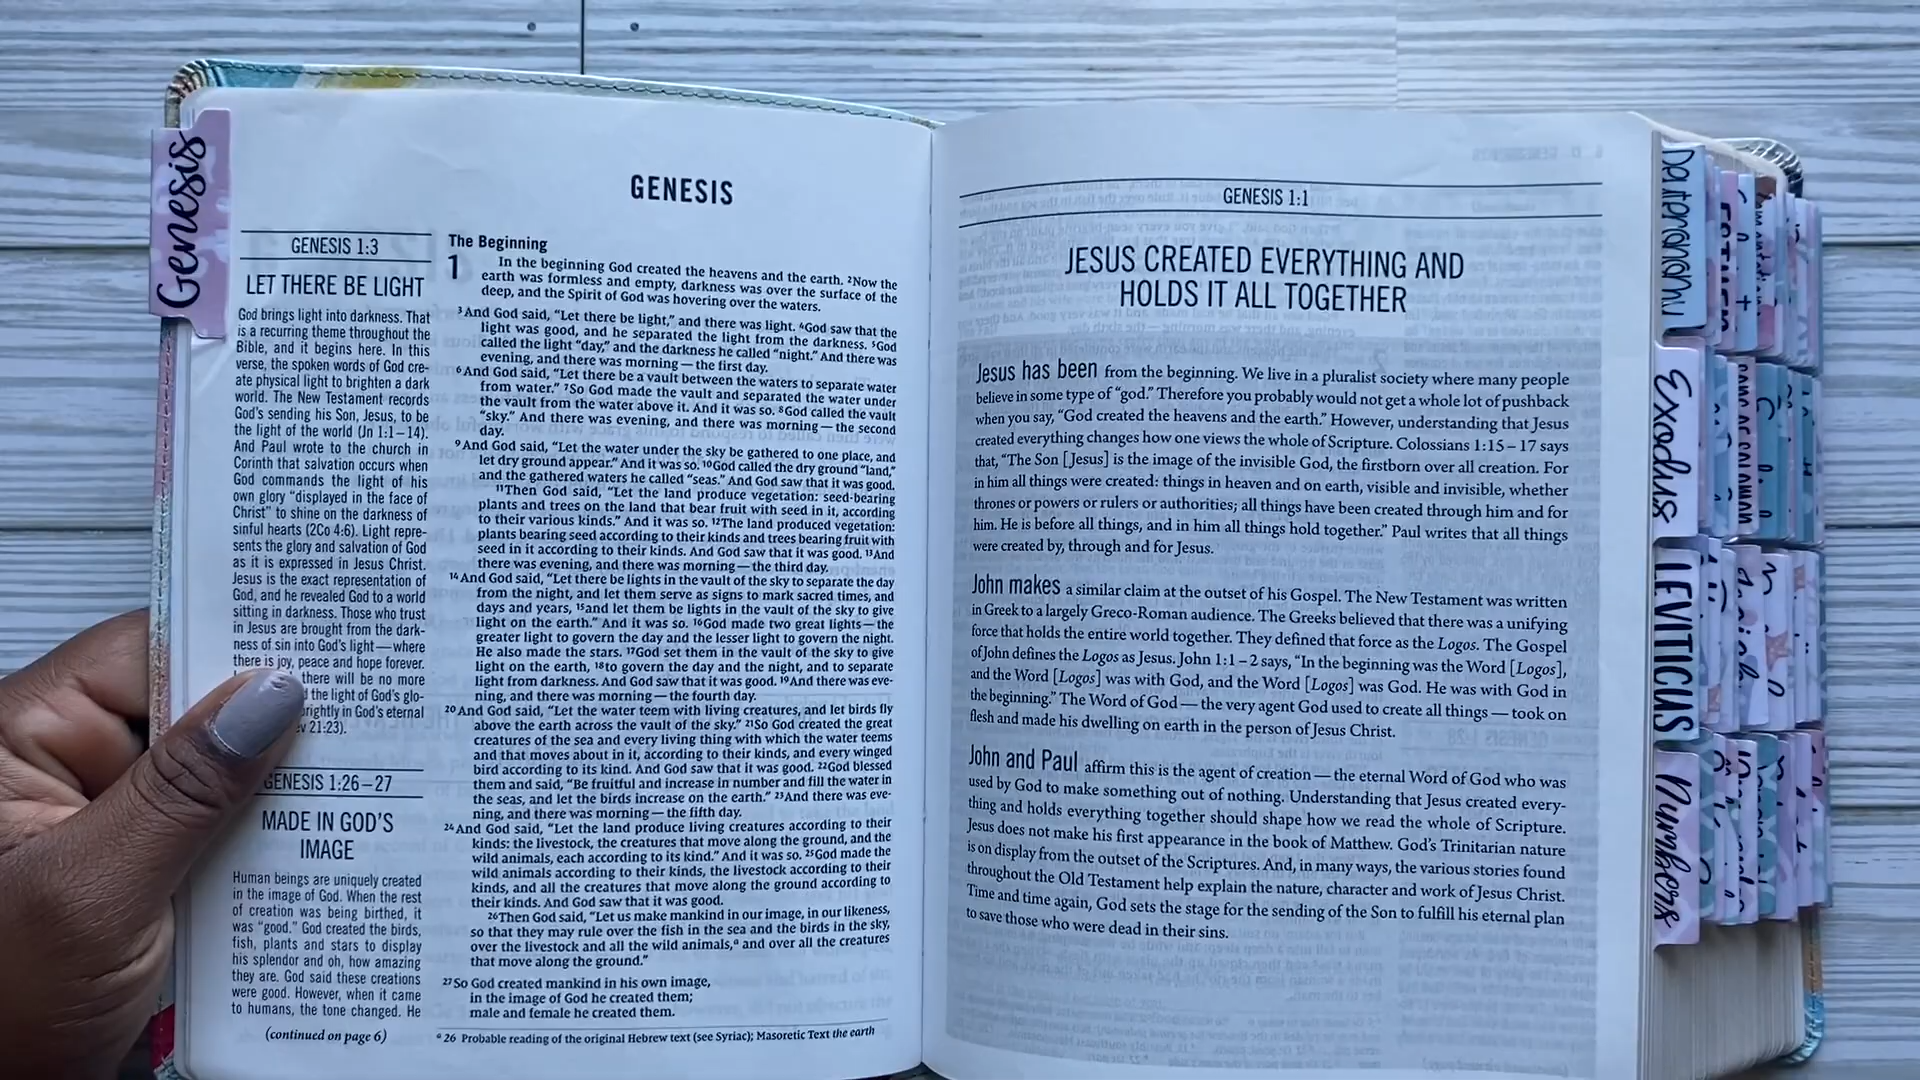 Genesis
GENESIS 1:3
LET THERE BE LIGHT
God brings light into darkness. That
is a recurring theme throughout the
Bible, and it begins here. In this
verse, the spoken words of God cre-
ate physical light to brighten a dark
world. The New Testament records
God's sending his Son, Jesus, to be
the light of the world (Jn 1:1–14).
And Paul wrote to the church in
Corinth that salvation occurs when
God commands the light of his
own glory "displayed in the face of
Christ" to shine on the darkness of
sinful hearts (2Co 4:6). Light repre-
sents the glory and salvation of God
as it is expressed in Jesus Christ.
Jesus is the exact representation of
God, and he revealed God to a world
sitting in darkness. Those who trust
in Jesus are brought from the dark-
ness of sin into God's light—where
there is joy, peace and hope forever.
there will be no more
the light of God's glo-
rightly in God's eternal
21:23).
GENESIS 1:26–27
MADE IN GOD'S
IMAGE
Human beings are uniquely created
in the image of God. When the rest
of creation was being birthed, it
was "good." God created the birds,
fish, plants and stars to display
his splendor and oh, how amazing
they are. God said these creations
were good. However, when it came
to humans, the tone changed. He
(continued on page 6)
GENESIS
The Beginning
1 In the beginning God created the heavens and the earth. 2Now the
earth was formless and empty, darkness was over the surface of the
deep, and the Spirit of God was hovering over the waters.
3And God said, "Let there be light," and there was light. 4God saw that the
light was good, and he separated the light from the darkness. 5God
called the light "day," and the darkness he called "night." And there was
evening, and there was morning—the first day.
6And God said, "Let there be a vault between the waters to separate water
from water." 7So God made the vault and separated the water under
the vault from the water above it. And it was so. 8God called the vault
"sky." And there was evening, and there was morning—the second
day.
9And God said, "Let the water under the sky be gathered to one place, and
let dry ground appear." And it was so. 10God called the dry ground "land,"
and the gathered waters he called "seas." And God saw that it was good.
11Then God said, "Let the land produce vegetation: seed-bearing
plants and trees on the land that bear fruit with seed in it, according
to their various kinds." And it was so. 12The land produced vegetation:
plants bearing seed according to their kinds and trees bearing fruit with
seed in it according to their kinds. And God saw that it was good. 13And
there was evening, and there was morning—the third day.
14And God said, "Let there be lights in the vault of the sky to separate the day
from the night, and let them serve as signs to mark sacred times, and
days and years, 15and let them be lights in the vault of the sky to give
light on the earth." And it was so. 16God made two great lights—the
greater light to govern the day and the lesser light to govern the night.
He also made the stars. 17God set them in the vault of the sky to give
light on the earth, 18to govern the day and the night, and to separate
light from darkness. And God saw that it was good. 19And there was eve-
ning, and there was morning—the fourth day.
20And God said, "Let the water teem with living creatures, and let birds fly
above the earth across the vault of the sky." 21So God created the great
creatures of the sea and every living thing with which the water teems
and that moves about in it, according to their kinds, and every winged
bird according to its kind. And God saw that it was good. 22God blessed
them and said, "Be fruitful and increase in number and fill the water in
the seas, and let the birds increase on the earth." 23And there was eve-
ning, and there was morning—the fifth day.
24And God said, "Let the land produce living creatures according to their
kinds: the livestock, the creatures that move along the ground, and the
wild animals, each according to its kind." And it was so. 25God made the
wild animals according to their kinds, the livestock according to their
kinds, and all the creatures that move along the ground according to
their kinds. And God saw that it was good.
26Then God said, "Let us make mankind in our image, in our likeness,
so that they may rule over the fish in the sea and the birds in the sky,
over the livestock and all the wild animals,a and over all the creatures
that move along the ground."
27So God created mankind in his own image,
in the image of God he created them;
male and female he created them.
a 26 Probable reading of the original Hebrew text (see Syriac); Masoretic Text the earth
GENESIS 1:1
JESUS CREATED EVERYTHING AND
HOLDS IT ALL TOGETHER
Jesus has been from the beginning. We live in a pluralist society where many people
believe in some type of "god." Therefore you probably would not get a whole lot of pushback
when you say, "God created the heavens and the earth." However, understanding that Jesus
created everything changes how one views the whole of Scripture. Colossians 1:15–17 says
that, "The Son [Jesus] is the image of the invisible God, the firstborn over all creation. For
in him all things were created: things in heaven and on earth, visible and invisible, whether
thrones or powers or rulers or authorities; all things have been created through him and for
him. He is before all things, and in him all things hold together." Paul writes that all things
were created by, through and for Jesus.
John makes a similar claim at the outset of his Gospel. The New Testament was written
in Greek to a largely Greco-Roman audience. The Greeks believed that there was a unifying
force that holds the entire world together. They defined that force as the Logos. The Gospel
of John defines the Logos as Jesus. John 1:1–2 says, "In the beginning was the Word [Logos],
and the Word [Logos] was with God, and the Word [Logos] was God. He was with God in
the beginning." The Word of God—the very agent God used to create all things—took on
flesh and made his dwelling on earth in the person of Jesus Christ.
John and Paul affirm this is the agent of creation—the eternal Word of God who was
used by God to make something out of nothing. Understanding that Jesus created every-
thing and holds everything together should shape how we read the whole of Scripture.
Jesus does not make his first appearance in the book of Matthew. God's Trinitarian nature
is on display from the outset of the Scriptures. And, in many ways, the various stories found
throughout the Old Testament help explain the nature, character and work of Jesus Christ.
Time and time again, God sets the stage for the sending of the Son to fulfill his eternal plan
to save those who were dead in their sins.
Deuteronomy
Exodus
LEVITICUS
Numbers
ESTHER
SONG OF SOLOMON